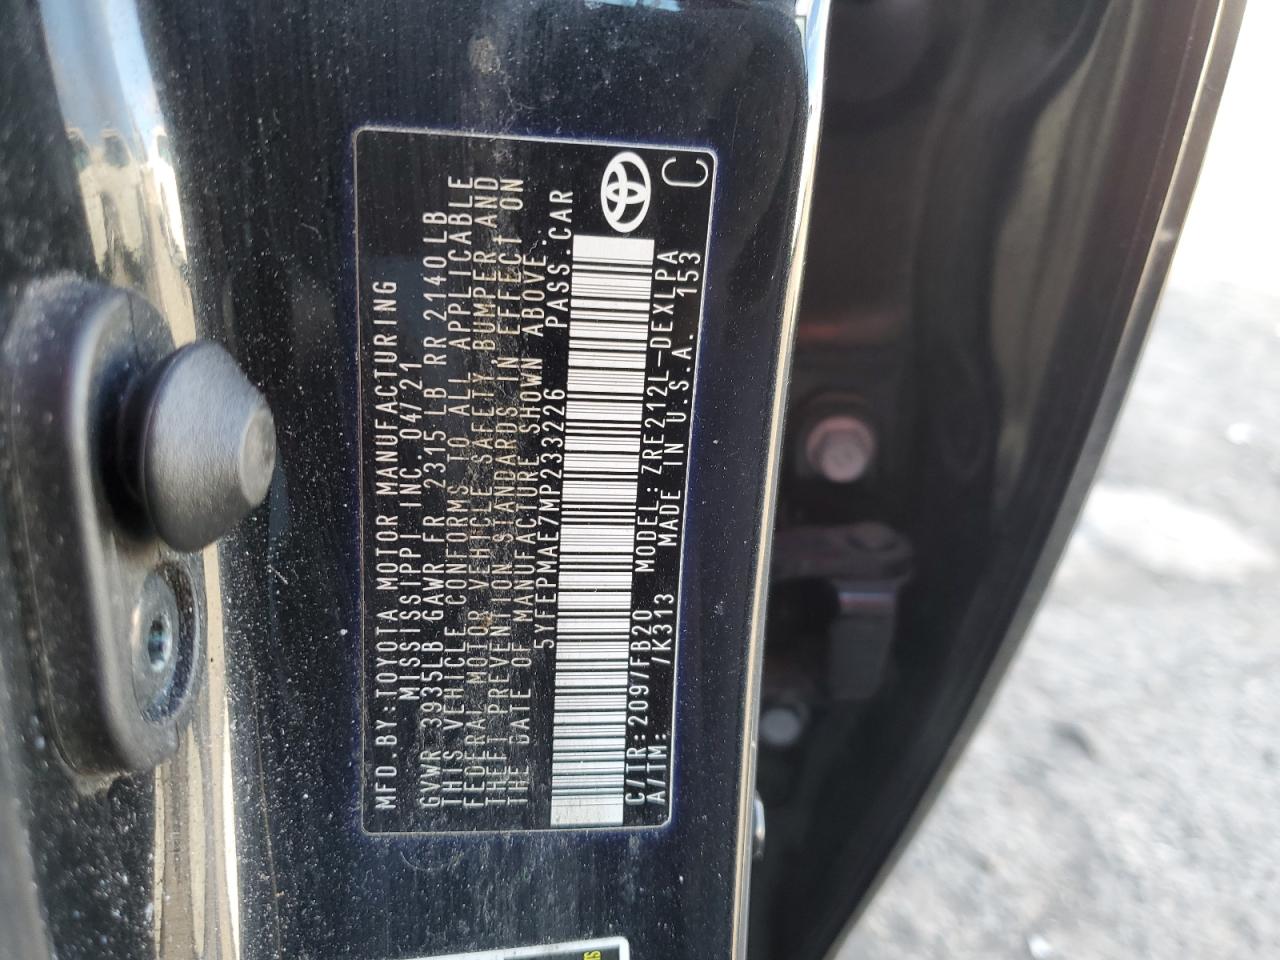 MFD.BY:TOYOTA MOTOR MANUFACTURING
MISSISSIPPI INC. 04/21
GVWR 3935LB GAWR FR 2315LB RR 2140LB
THIS VEHICLE CONFORMS TO ALL APPLICABLE
FEDERAL MOTOR VEHICLE SAFETY,BUMPER,AND
THEFT PREVENTION STANDARDS IN EFFECT ON
THE DATE OF MANUFACTURE SHOWN ABOVE.
5YFEPMAE7MP233226 PASS.CAR
C/TR:209/FB20 MODEL:ZRE212L-DEXLPA
A/TM: /K313 MADE IN U.S.A. 153
C